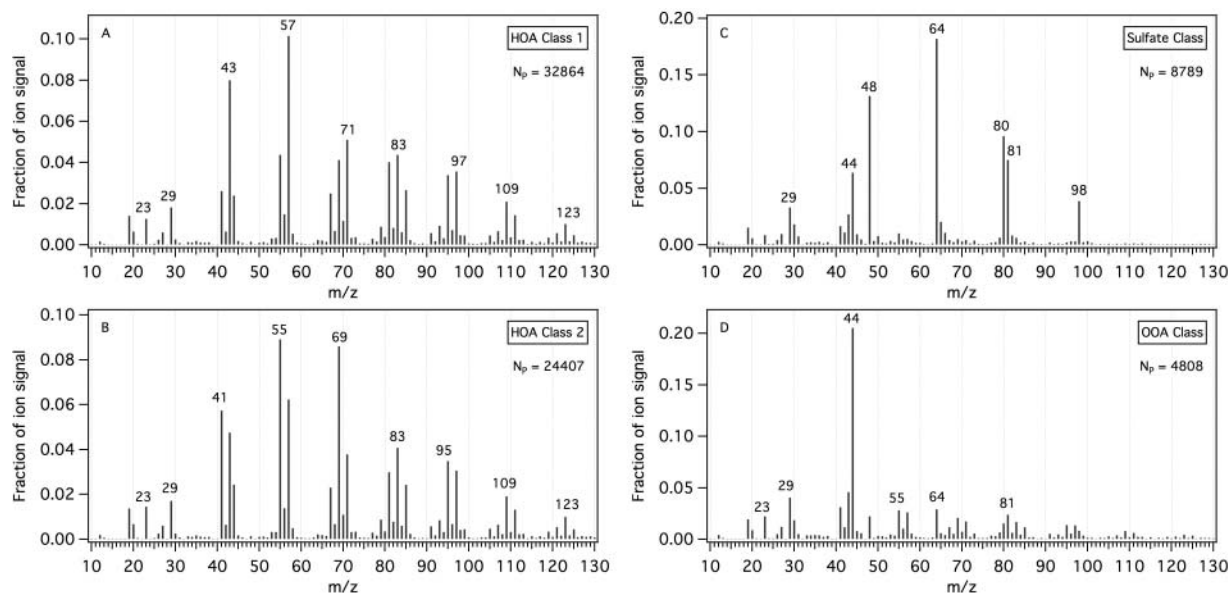 A
HOA Class 1
Nₚ = 32864
Fraction of ion signal
0.10
0.08
0.06
0.04
0.02
0.00
23
29
43
57
71
83
97
109
123
10 20 30 40 50 60 70 80 90 100 110 120 130
m/z
C
Sulfate Class
Nₚ = 8789
Fraction of ion signal
0.20
0.15
0.10
0.05
0.00
29
44
48
64
80
81
98
10 20 30 40 50 60 70 80 90 100 110 120 130
m/z
B
HOA Class 2
Nₚ = 24407
Fraction of ion signal
0.10
0.08
0.06
0.04
0.02
0.00
23
29
41
55
69
83
95
109
123
10 20 30 40 50 60 70 80 90 100 110 120 130
m/z
D
OOA Class
Nₚ = 4808
Fraction of ion signal
0.20
0.15
0.10
0.05
0.00
23
29
44
55
64
81
10 20 30 40 50 60 70 80 90 100 110 120 130
m/z